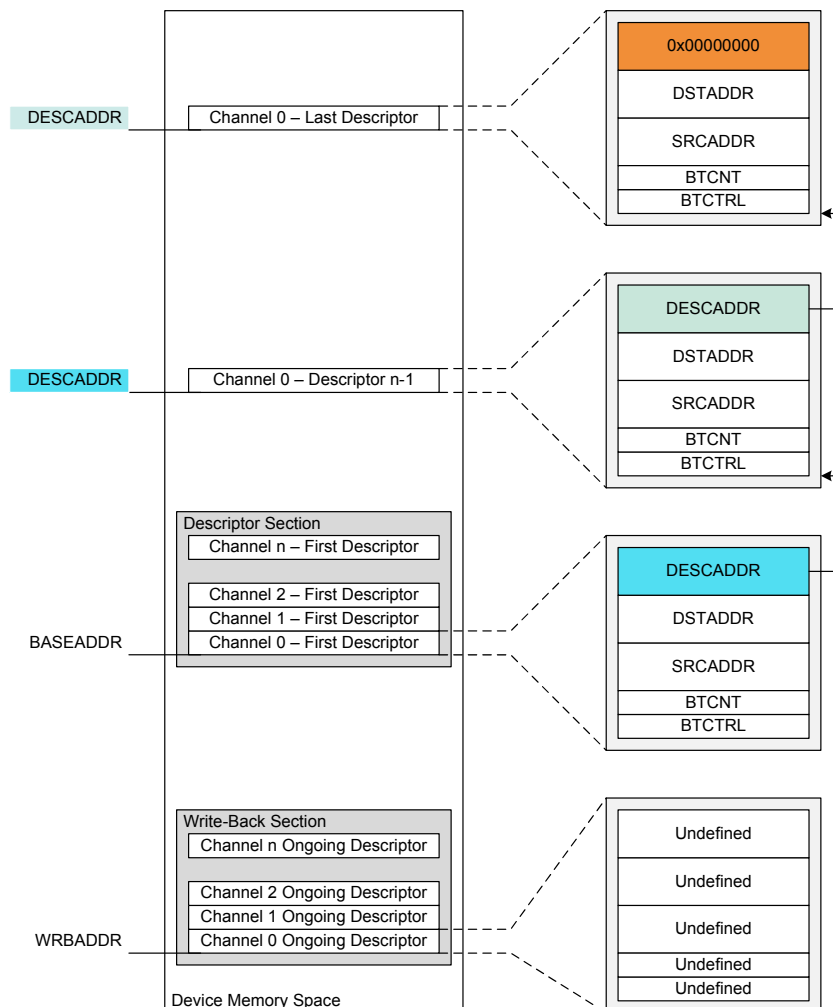 0x00000000
DSTADDR
DESCADDR
Channel 0 – Last Descriptor
SRCADDR
BTCNT
BTCTRL
DESCADDR
DSTADDR
DESCADDR
Channel 0 – Descriptor n-1
SRCADDR
BTCNT
BTCTRL
Descriptor Section
Channel n – First Descriptor
Channel 2 – First Descriptor
Channel 1 – First Descriptor
BASEADDR
Channel 0 – First Descriptor
DESCADDR
DSTADDR
SRCADDR
BTCNT
BTCTRL
Write-Back Section
Channel n Ongoing Descriptor
Channel 2 Ongoing Descriptor
Channel 1 Ongoing Descriptor
WRBADDR
Channel 0 Ongoing Descriptor
Undefined
Undefined
Undefined
Undefined
Undefined
Device Memory Space